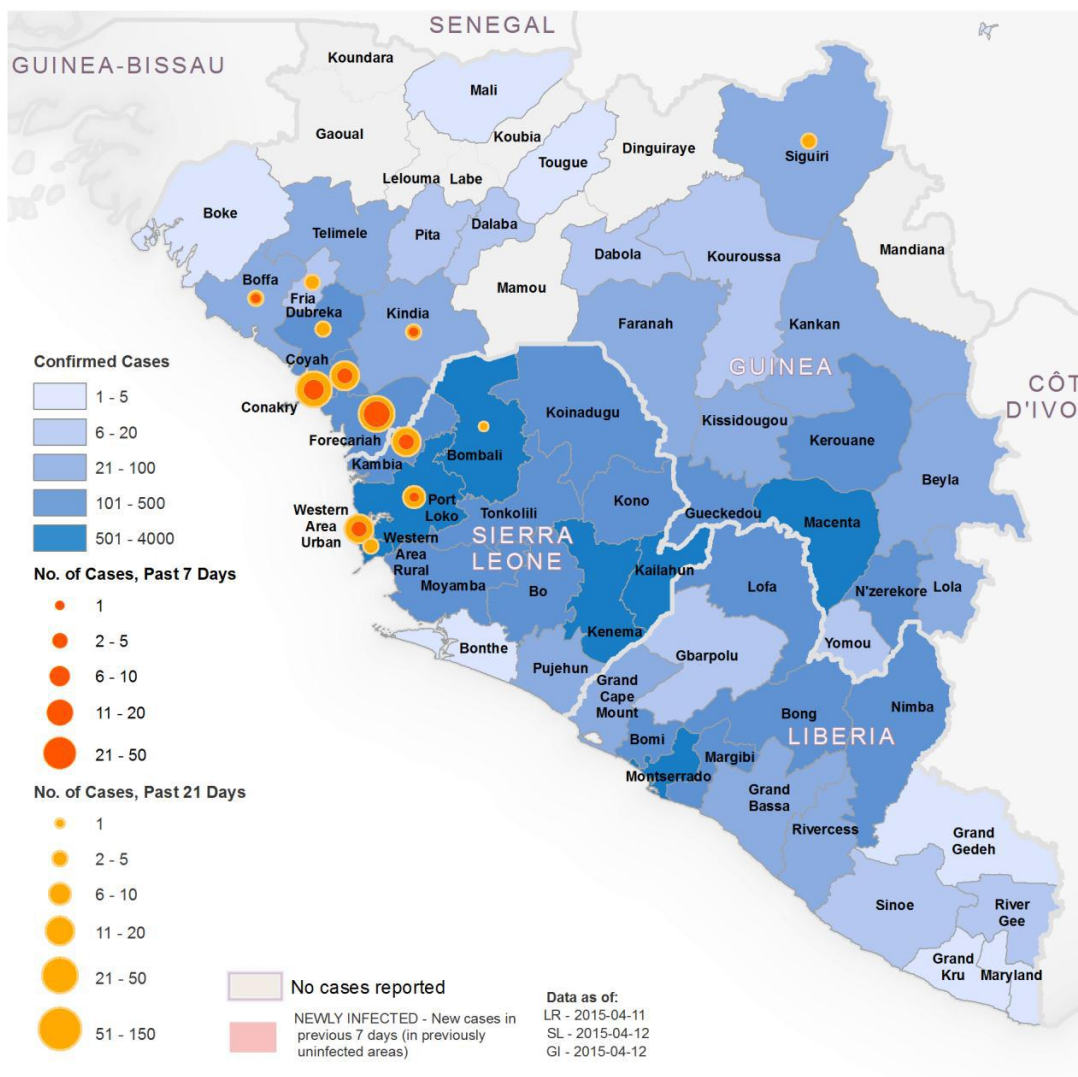 SENEGAL
GUINEA-BISSAU
Koundara
Mali
Gaoual
Koubia
Tougue
Dinguiraye
Siguiri
Lelouma
Labe
Boke
Telimele
Pita
Dalaba
Dabola
Kouroussa
Mandiana
Boffa
Fria
Dubreka
Kindia
Mamou
Faranah
Kankan
Coyah
GUINEA
CÔT
D'IVO
Conakry
Forecariah
Koinadugu
Kissidougou
Kerouane
Kambia
Bombali
Beyla
Port
Loko
Tonkolili
Kono
Gueckedou
Macenta
Western
Area
Urban
Western
Area
Rural
SIERRA
LEONE
Kailahun
Moyamba
Bo
Lofa
N'zerekore
Lola
Kenema
Yomou
Bonthe
Pujehun
Gbarpolu
Grand
Cape
Mount
Nimba
Bong
LIBERIA
Bomi
Margibi
Montserrado
Grand
Bassa
Rivercess
Grand
Gedeh
Sinoe
River
Gee
Grand
Kru
Maryland
Confirmed Cases
1 - 5
6 - 20
21 - 100
101 - 500
501 - 4000
No. of Cases, Past 7 Days
1
2 - 5
6 - 10
11 - 20
21 - 50
No. of Cases, Past 21 Days
1
2 - 5
6 - 10
11 - 20
21 - 50
51 - 150
No cases reported
NEWLY INFECTED - New cases in
previous 7 days (in previously
uninfected areas)
Data as of:
LR - 2015-04-11
SL - 2015-04-12
GI - 2015-04-12